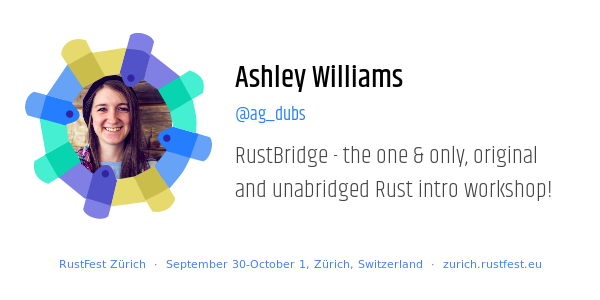 Ashley Williams
@ag_dubs
RustBridge - the one & only, original
and unabridged Rust intro workshop!
RustFest Zürich · September 30-October 1, Zürich, Switzerland · zurich.rustfest.eu